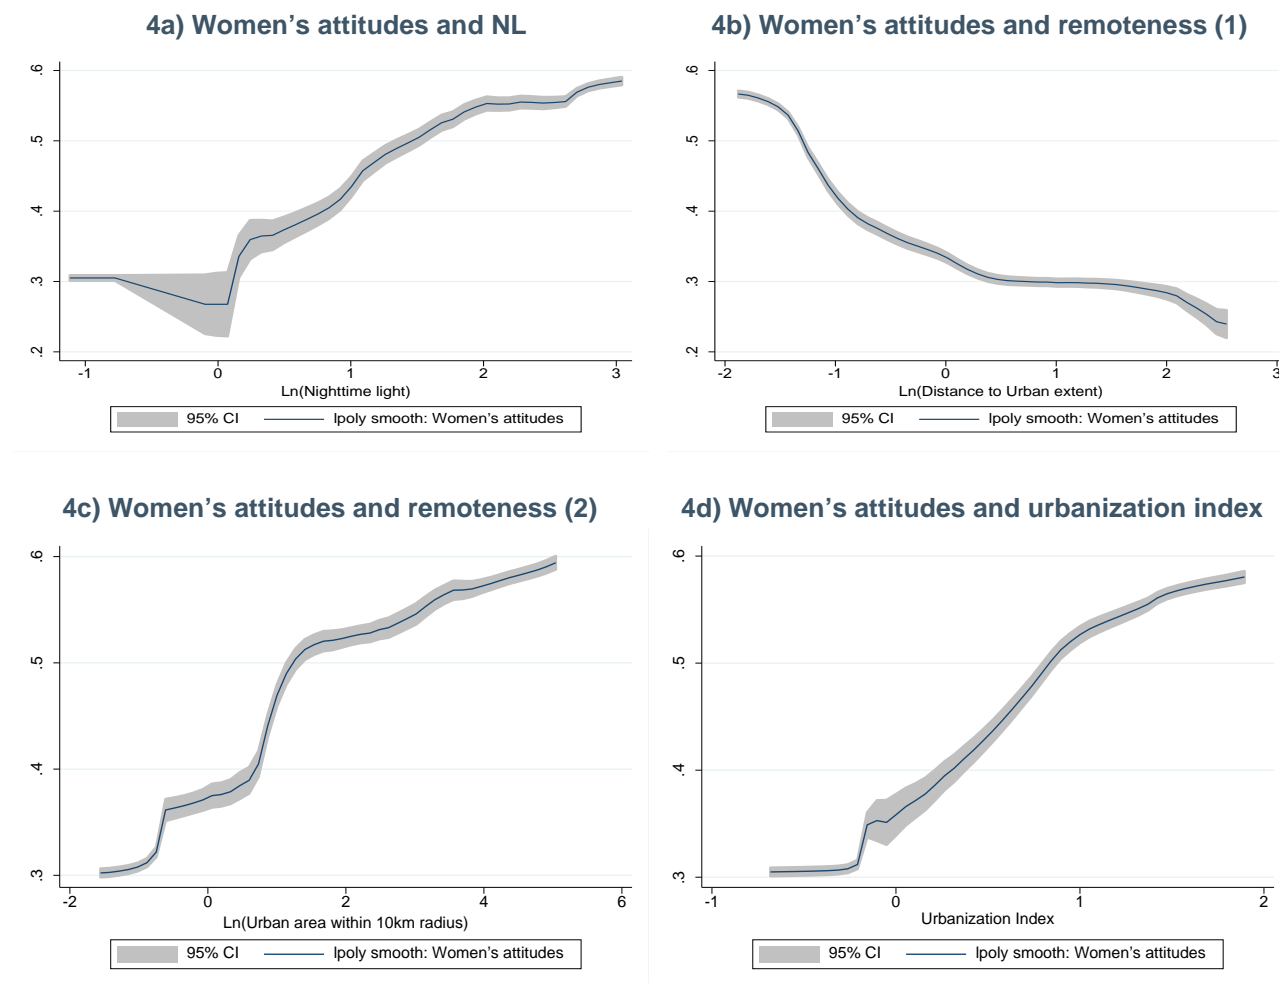 4a) Women’s attitudes and NL
.6
.5
.4
.3
.2
-1 0 1 2 3
Ln(Nighttime light)
95% CI lpoly smooth: Women’s attitudes
4b) Women’s attitudes and remoteness (1)
.6
.5
.4
.3
.2
-2 -1 0 1 2 3
Ln(Distance to Urban extent)
95% CI lpoly smooth: Women’s attitudes
4c) Women’s attitudes and remoteness (2)
.6
.5
.4
.3
-2 0 2 4 6
Ln(Urban area within 10km radius)
95% CI lpoly smooth: Women’s attitudes
4d) Women’s attitudes and urbanization index
.6
.5
.4
.3
-1 0 1 2
Urbanization Index
95% CI lpoly smooth: Women’s attitudes